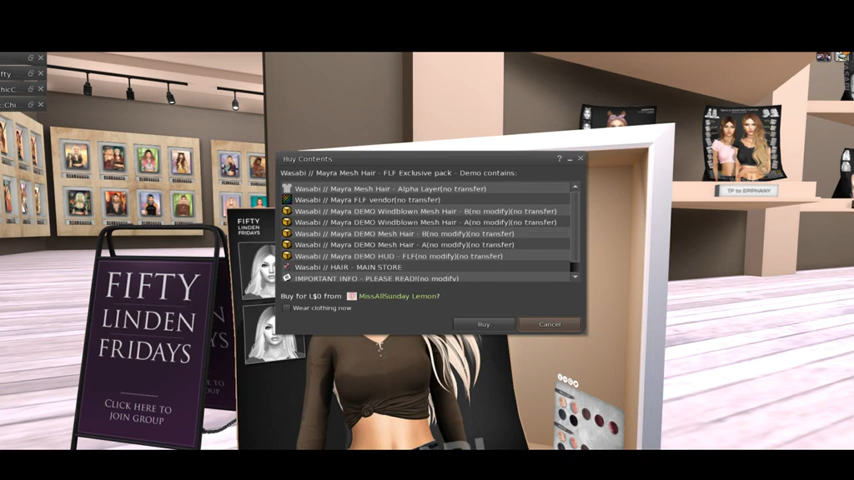 fty
hicC
:Chi
Buy Contents
Wasabi // Mayra Mesh Hair - FLF Exclusive pack - Demo contains:
Wasabi // Mayra Mesh Hair - Alpha Layer(no transfer)
Wasabi // Mayra FLF vendor(no transfer)
Wasabi // Mayra DEMO Windblown Mesh Hair - B(no modify)(no transfer)
Wasabi // Mayra DEMO Windblown Mesh Hair - A(no modify)(no transfer)
Wasabi // Mayra DEMO Mesh Hair - B(no modify)(no transfer)
Wasabi // Mayra DEMO Mesh Hair - A(no modify)(no transfer)
Wasabi // Mayra DEMO HUD - FLF(no modify)(no transfer)
Wasabi // HAIR - MAIN STORE
IMPORTANT INFO - PLEASE READ!(no modify)
Buy for L$0 from MissAllSunday Lemon?
Wear clothing now
Buy
Cancel
TP to EPIPHANY
FIFTY
LINDEN
FRIDAYS
FIFTY
LINDEN
FRIDAYS
Click here to
join group